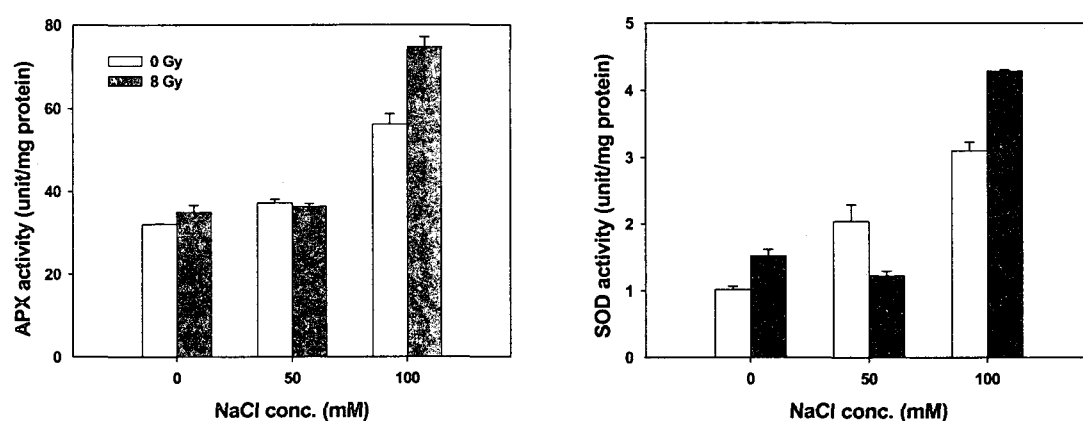 APX activity (unit/mg protein)
80
60
40
20
0
0 Gy
8 Gy
0
50
100
NaCl conc. (mM)
SOD activity (unit/mg protein)
5
4
3
2
1
0
0
50
100
NaCl conc. (mM)